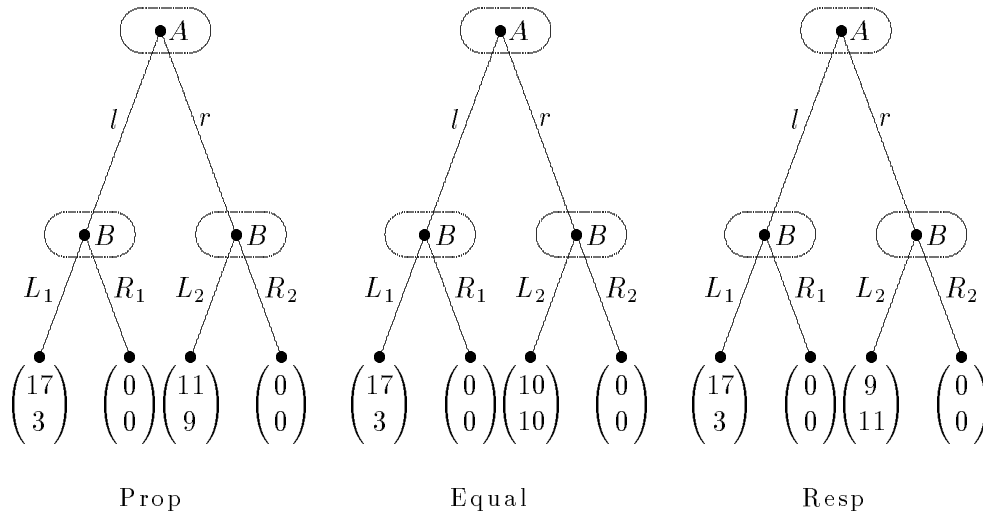 A A A
l r l r l r
B B B B B B
L₁ R₁ L₂ R₂ L₁ R₁ L₂ R₂ L₁ R₁ L₂ R₂
17 0 11 0 17 0 10 0 17 0 9 0
3 0 9 0 3 0 10 0 3 0 11 0
Prop Equal Resp